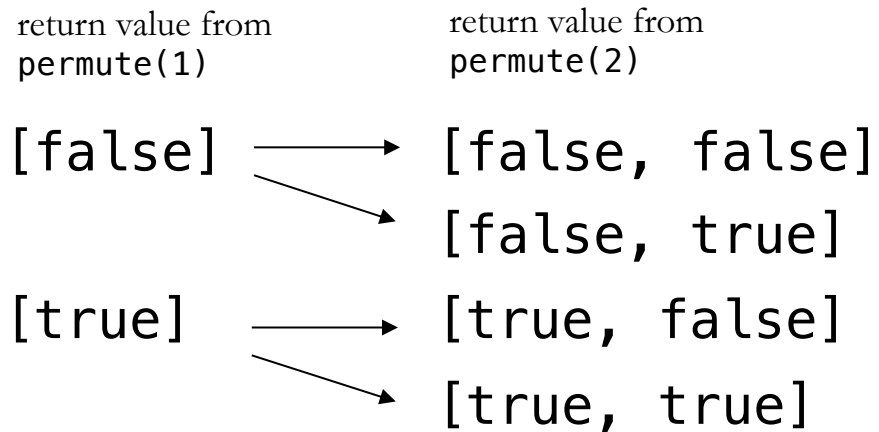 return value from
permute(1)
return value from
permute(2)
[false]
[false, false]
[false, true]
[true]
[true, false]
[true, true]